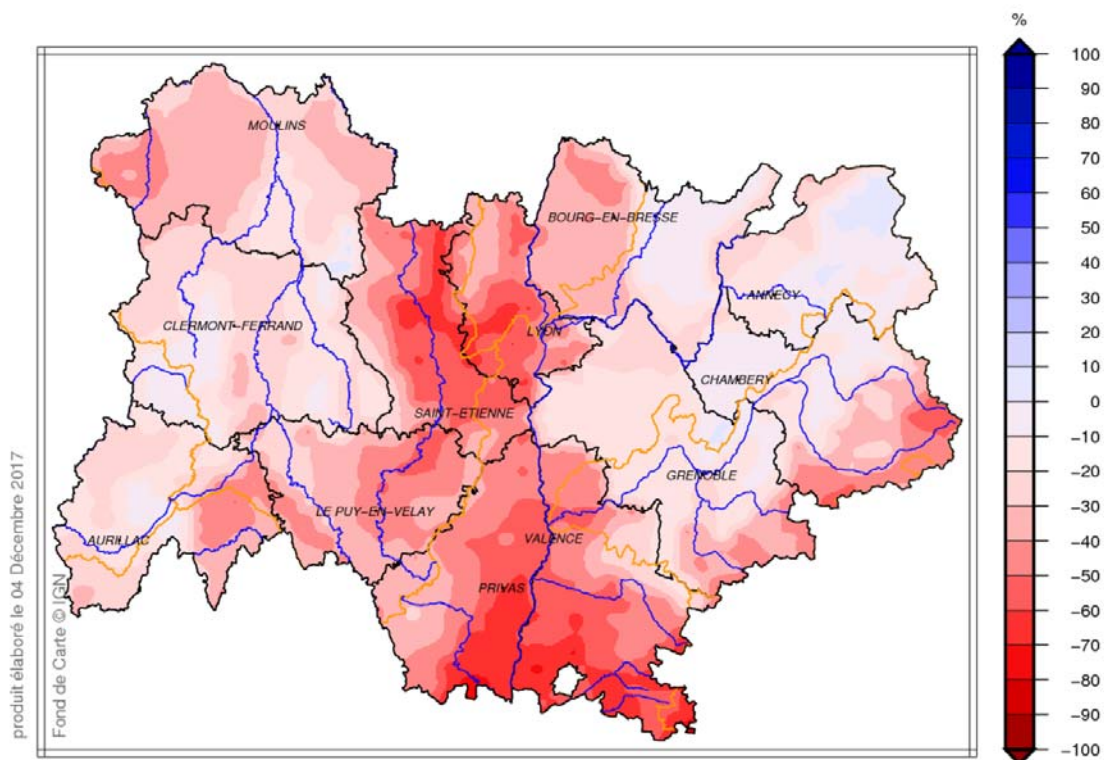 %
100
90
80
70
60
50
40
30
20
10
0
-10
-20
-30
-40
-50
-60
-70
-80
-90
-100
MOULINS
BOURG-EN-BRESSE
ANNECY
CLERMONT-FERRAND
LYON
CHAMBERY
SAINT-ETIENNE
GRENOBLE
LE PUY-EN-VELAY
AURILLAC
VALENCE
PRIVAS
produit élaboré le 04 Décembre 2017
Fond de Carte © IGN